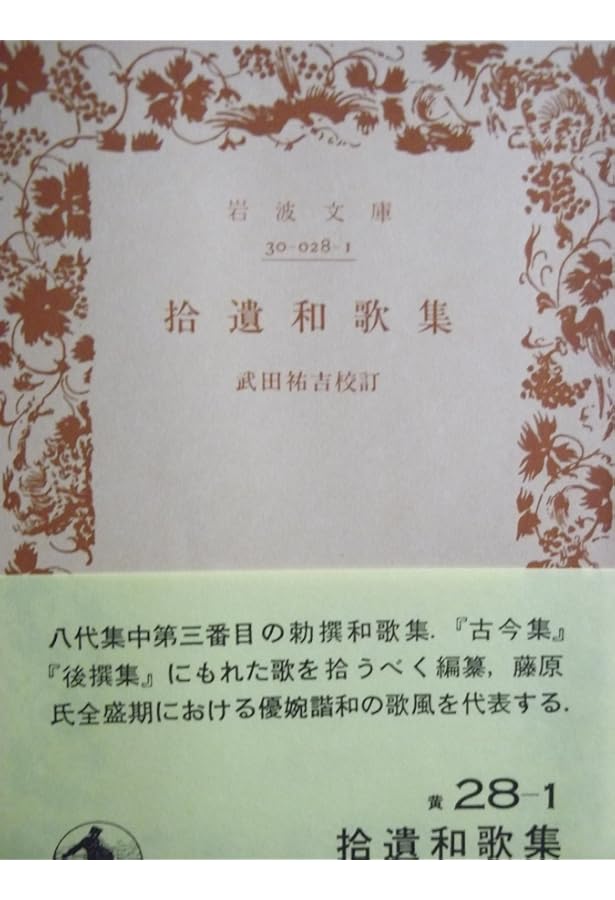 岩波文庫
30-028-1
拾遺和歌集
武田祐吉校訂
八代集中第三番目の勅撰和歌集.『古今集』
『後撰集』にもれた歌を拾うべく編纂, 藤原
氏全盛期における優婉諧和の歌風を代表する.
黄 28-1
拾遺和歌集